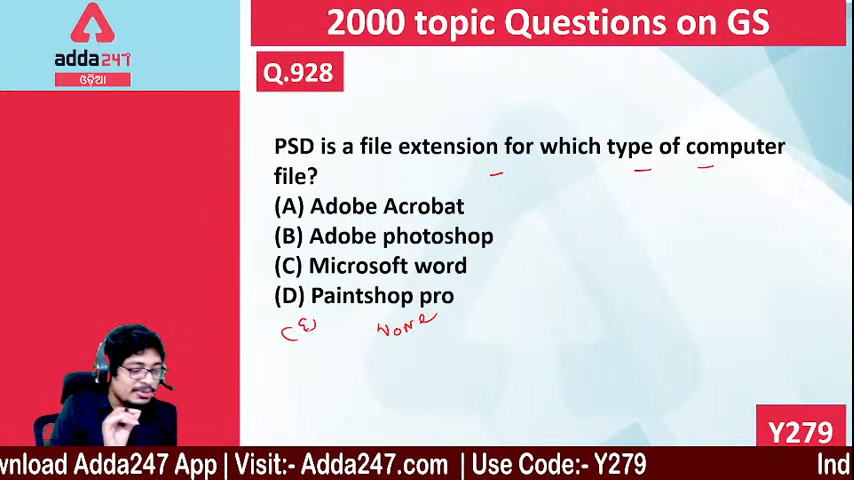 2000 topic Questions on GS
adda247
ଓଡ଼ିଆ
Q.928
PSD is a file extension for which type of computer
file?
(A) Adobe Acrobat
(B) Adobe photoshop
(C) Microsoft word
(D) Paintshop pro
(E) NONE
Y279
wnload Adda247 App | Visit:- Adda247.com | Use Code:- Y279 Ind